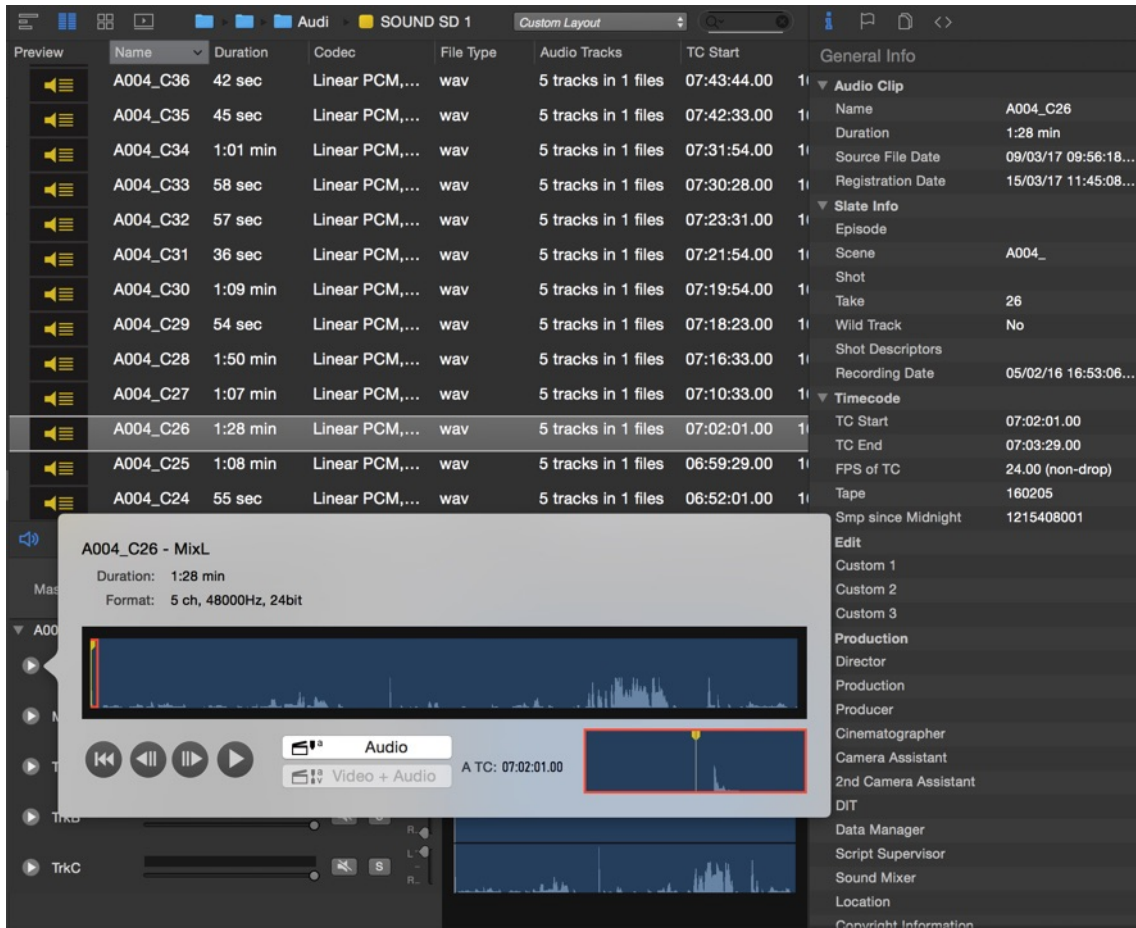 Audi SOUND SD 1 Custom Layout
Preview Name Duration Codec File Type Audio Tracks TC Start
A004_C36 42 sec Linear PCM,... wav 5 tracks in 1 files 07:43:44.00
A004_C35 45 sec Linear PCM,... wav 5 tracks in 1 files 07:42:33.00
A004_C34 1:01 min Linear PCM,... wav 5 tracks in 1 files 07:31:54.00
A004_C33 58 sec Linear PCM,... wav 5 tracks in 1 files 07:30:28.00
A004_C32 57 sec Linear PCM,... wav 5 tracks in 1 files 07:23:31.00
A004_C31 36 sec Linear PCM,... wav 5 tracks in 1 files 07:21:54.00
A004_C30 1:09 min Linear PCM,... wav 5 tracks in 1 files 07:19:54.00
A004_C29 54 sec Linear PCM,... wav 5 tracks in 1 files 07:18:23.00
A004_C28 1:50 min Linear PCM,... wav 5 tracks in 1 files 07:16:33.00
A004_C27 1:07 min Linear PCM,... wav 5 tracks in 1 files 07:10:33.00
A004_C26 1:28 min Linear PCM,... wav 5 tracks in 1 files 07:02:01.00
A004_C25 1:08 min Linear PCM,... wav 5 tracks in 1 files 06:59:29.00
A004_C24 55 sec Linear PCM,... wav 5 tracks in 1 files 06:52:01.00
A004_C26 - MixL
Duration: 1:28 min
Format: 5 ch, 48000Hz, 24bit
Audio
Video + Audio
A TC: 07:02:01.00
Mas
A00
TrkC
S
L
R
General Info
Audio Clip
Name A004_C26
Duration 1:28 min
Source File Date 09/03/17 09:56:18...
Registration Date 15/03/17 11:45:08...
Slate Info
Episode
Scene A004_
Shot
Take 26
Wild Track No
Shot Descriptors
Recording Date 05/02/16 16:53:06...
Timecode
TC Start 07:02:01.00
TC End 07:03:29.00
FPS of TC 24.00 (non-drop)
Tape 160205
Smp since Midnight 1215408001
Edit
Custom 1
Custom 2
Custom 3
Production
Director
Production
Producer
Cinematographer
Camera Assistant
2nd Camera Assistant
DIT
Data Manager
Script Supervisor
Sound Mixer
Location
Copyright Information